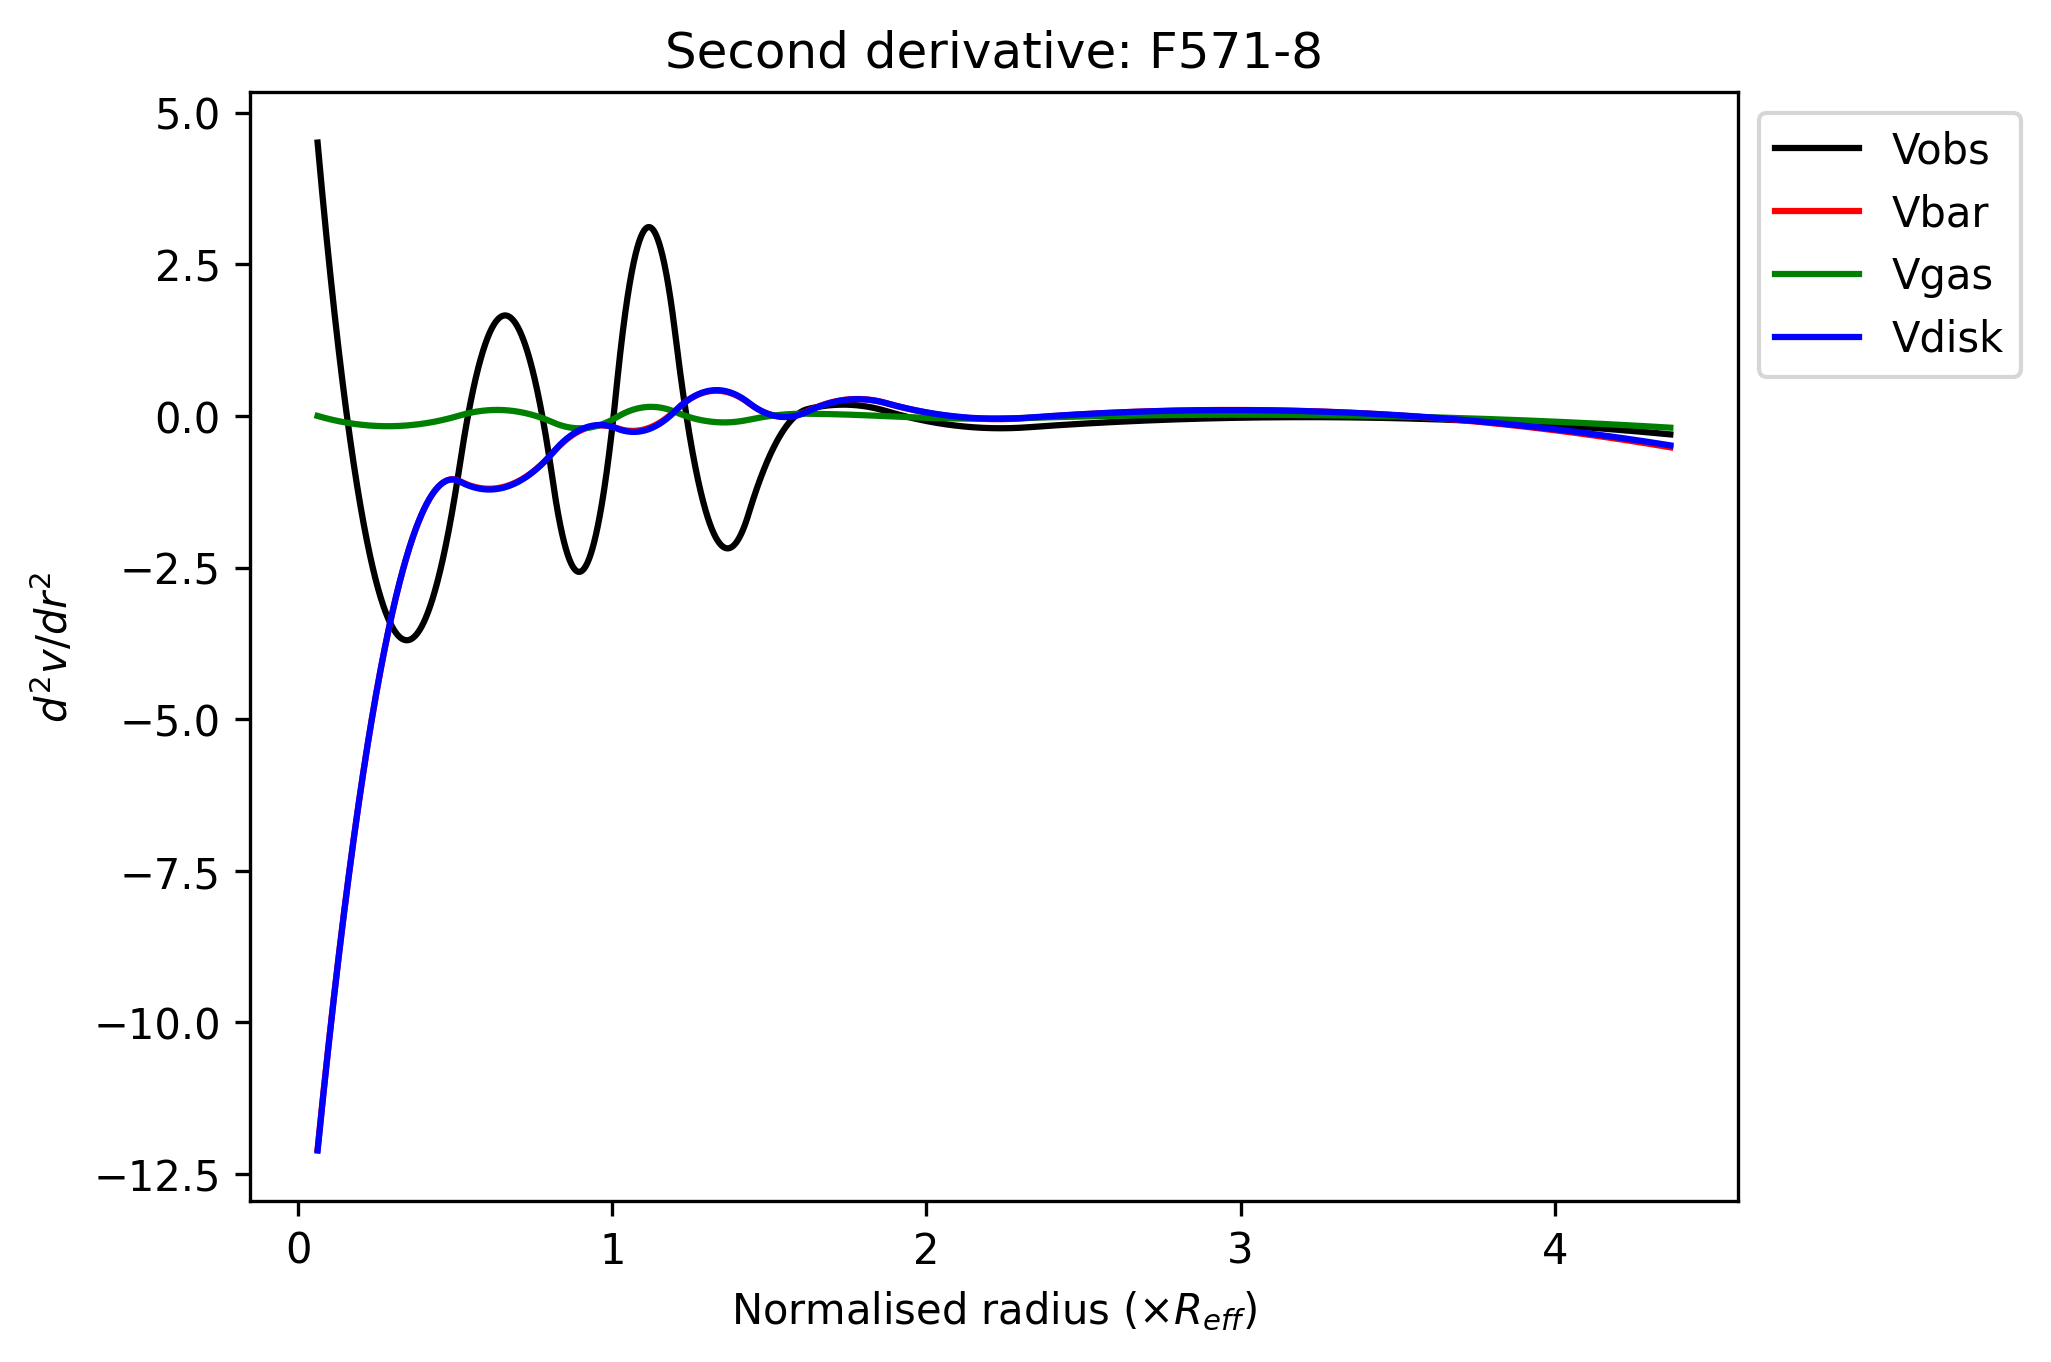 Second derivative: F571-8
5.0
2.5
0.0
−2.5
−5.0
−7.5
−10.0
−12.5
d²v/dr²
0 1 2 3 4
Normalised radius (×R_eff)
Vobs
Vbar
Vgas
Vdisk